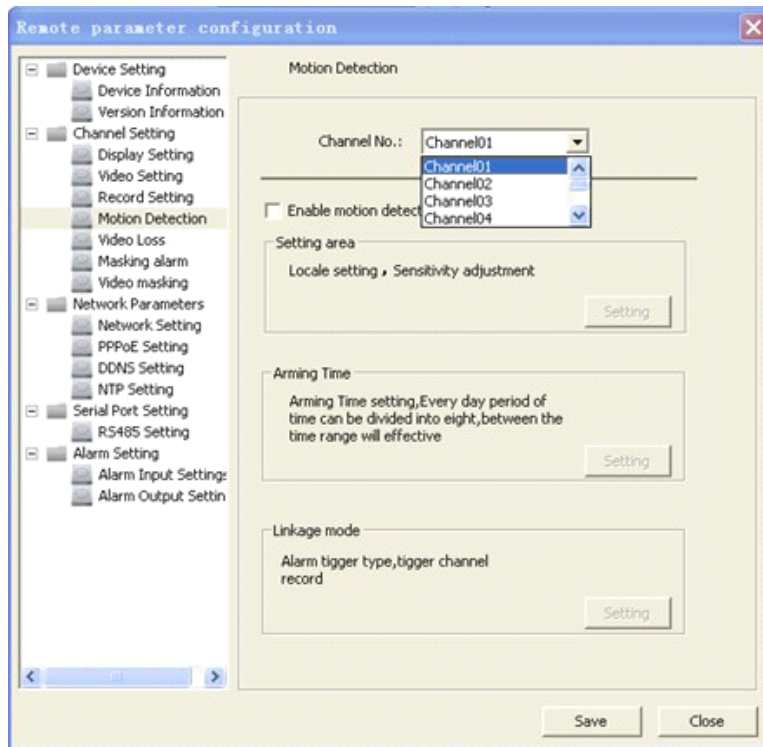 Remote parameter configuration
Device Setting
Device Information
Version Information
Channel Setting
Display Setting
Video Setting
Record Setting
Motion Detection
Video Loss
Masking alarm
Video masking
Network Parameters
Network Setting
PPPoE Setting
DDNS Setting
NTP Setting
Serial Port Setting
RS485 Setting
Alarm Setting
Alarm Input Settings
Alarm Output Settin
Motion Detection
Channel No.: Channel01
Channel01
Channel02
Channel03
Channel04
Enable motion detect
Setting area
Locale setting，Sensitivity adjustment
Setting
Arming Time
Arming Time setting,Every day period of
time can be divided into eight,between the
time range will effective
Setting
Linkage mode
Alarm tigger type,tigger channel
record
Setting
Save
Close